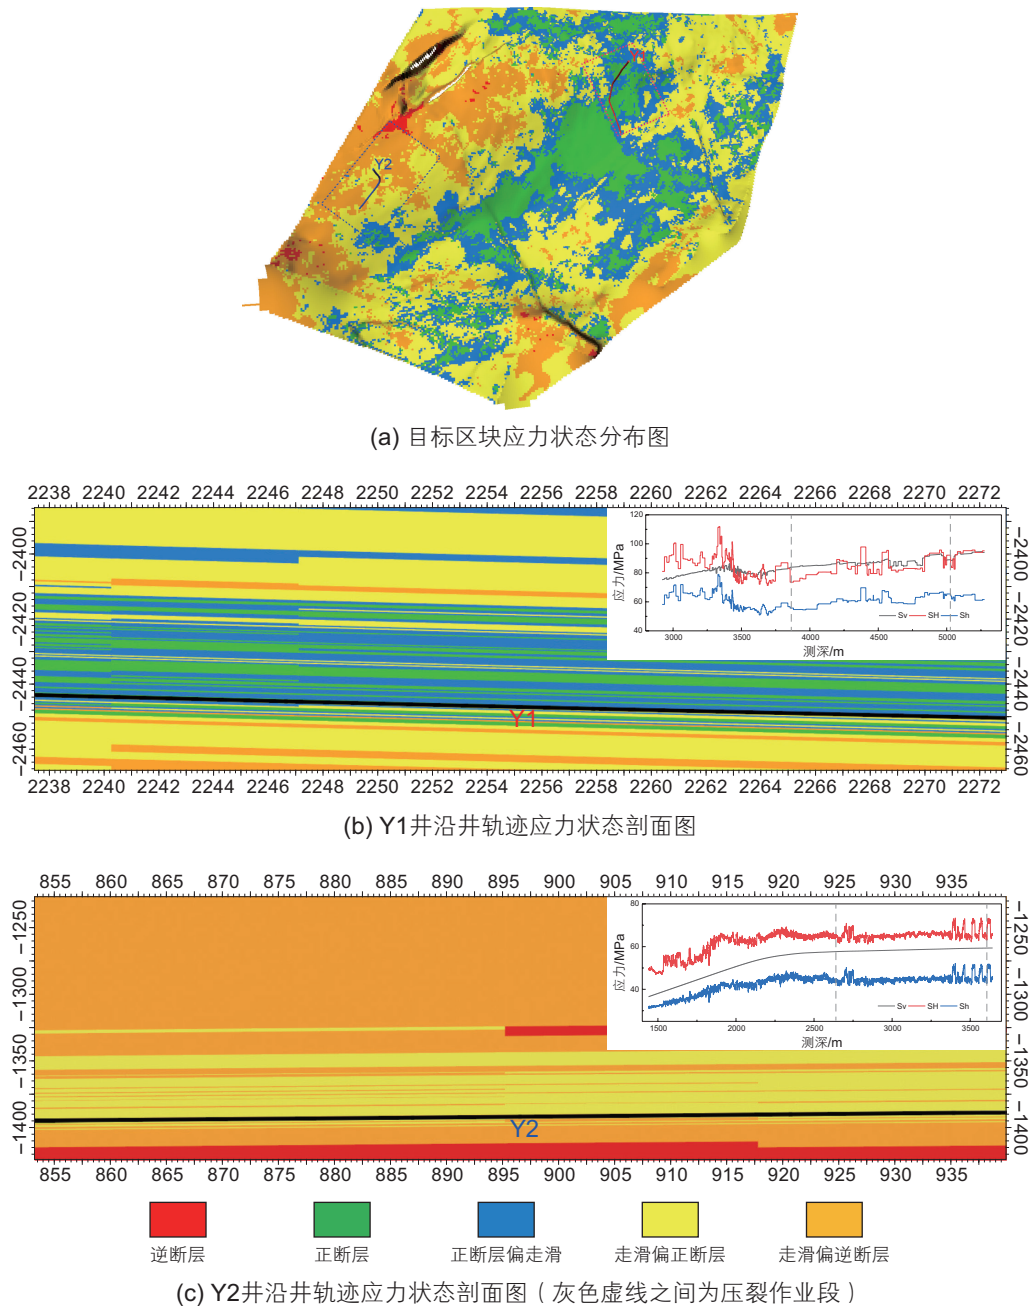 Y1
Y2
(a) 目标区块应力状态分布图
2238 2240 2242 2244 2246 2248 2250 2252 2254 2256 2258 2260 2262 2264 2266 2268 2270 2272
−2400 −2420 −2440 −2460
120
100
80
60
40
应力/MPa
Sv SH Sh
3000 3500 4000 4500 5000
测深/m
−2400 −2420 −2440 −2460
Y1
2238 2240 2242 2244 2246 2248 2250 2252 2254 2256 2258 2260 2262 2264 2266 2268 2270 2272
(b) Y1井沿井轨迹应力状态剖面图
855 860 865 870 875 880 885 890 895 900 905 910 915 920 925 930 935
−1250 −1300 −1350 −1400
80
60
40
应力/MPa
Sv SH Sh
1500 2000 2500 3000 3500
测深/m
−1250 −1300 −1350 −1400
Y2
855 860 865 870 875 880 885 890 895 900 905 910 915 920 925 930 935
逆断层 正断层 正断层偏走滑 走滑偏正断层 走滑偏逆断层
(c) Y2井沿井轨迹应力状态剖面图（灰色虚线之间为压裂作业段）